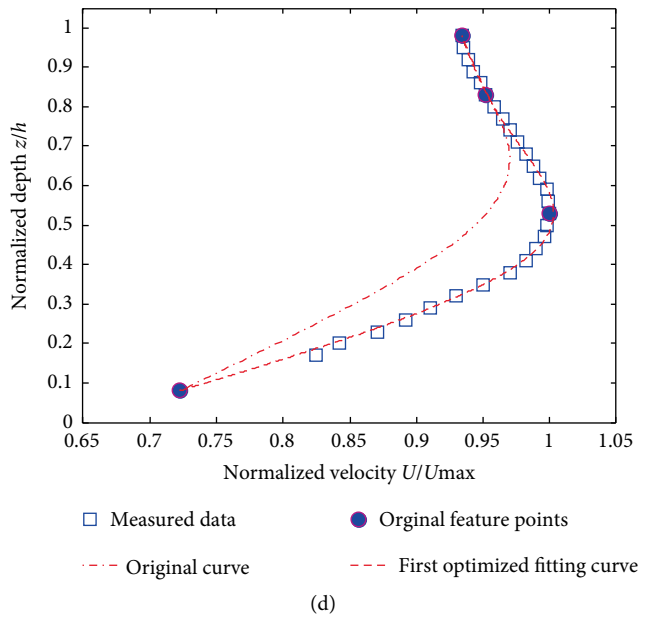 1
0.9
0.8
0.7
0.6
0.5
0.4
0.3
0.2
0.1
0
Normalized depth z/h
0.65 0.7 0.75 0.8 0.85 0.9 0.95 1 1.05
Normalized velocity U/Umax
Measured data
Orginal feature points
Original curve
First optimized fitting curve
(d)